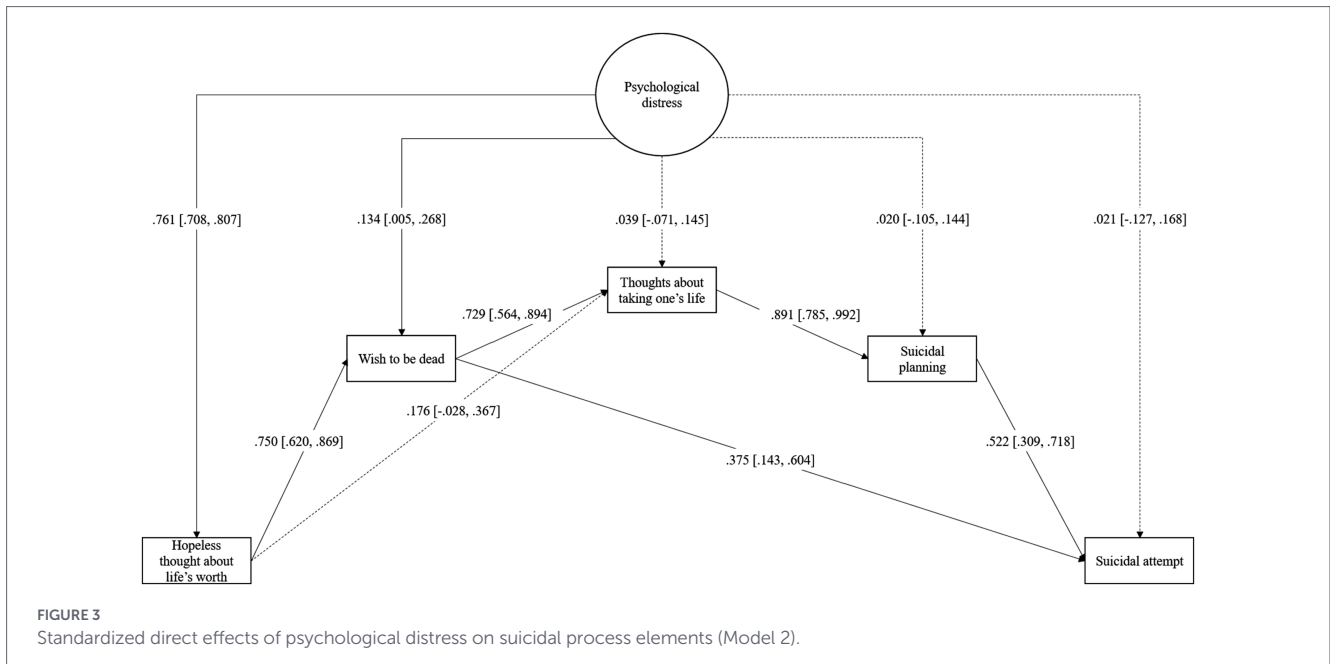 Psychological
distress
.761 [.708, .807]
.134 [.005, .268]
.039 [-.071, .145]
.020 [-.105, .144]
.021 [-.127, .168]
Thoughts about
taking one's life
.729 [.564, .894]
.891 [.785, .992]
Wish to be dead
Suicidal
planning
.176 [-.028, .367]
.750 [.620, .869]
.522 [.309, .718]
.375 [.143, .604]
Hopeless
thought about
life's worth
Suicidal attempt
FIGURE 3
Standardized direct effects of psychological distress on suicidal process elements (Model 2).